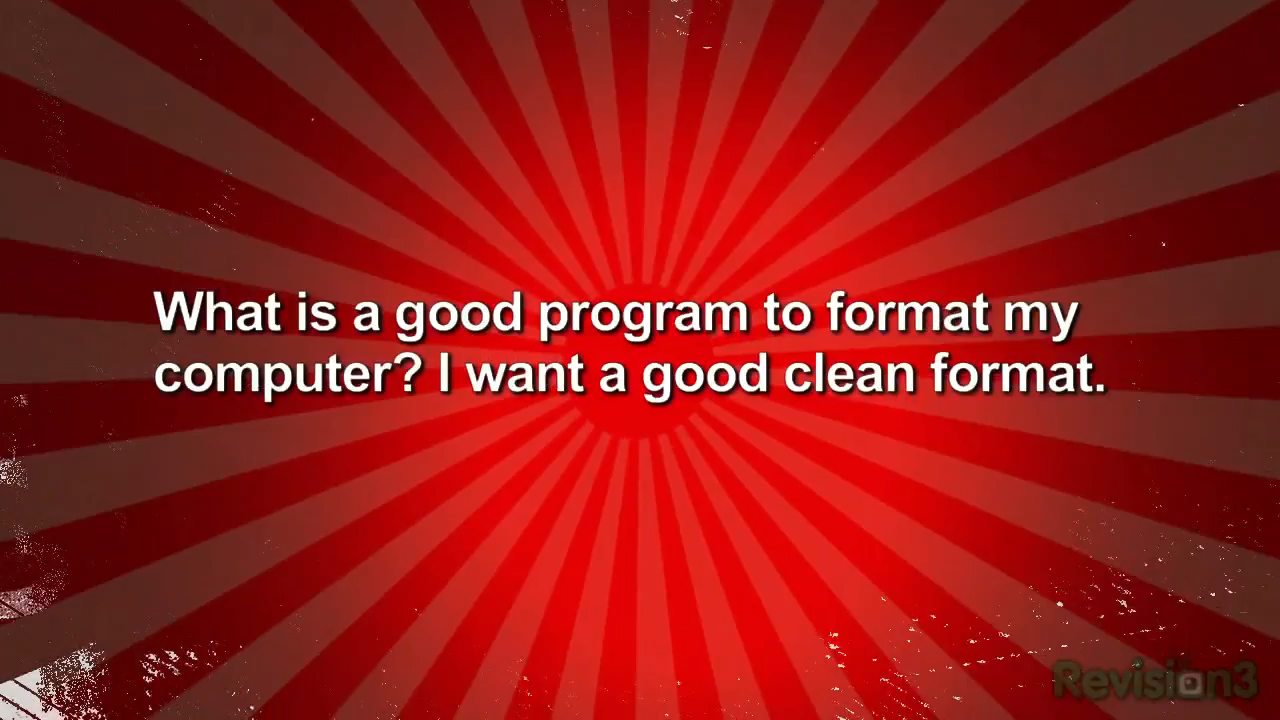 What is a good program to format my
computer? I want a good clean format.
Revision3